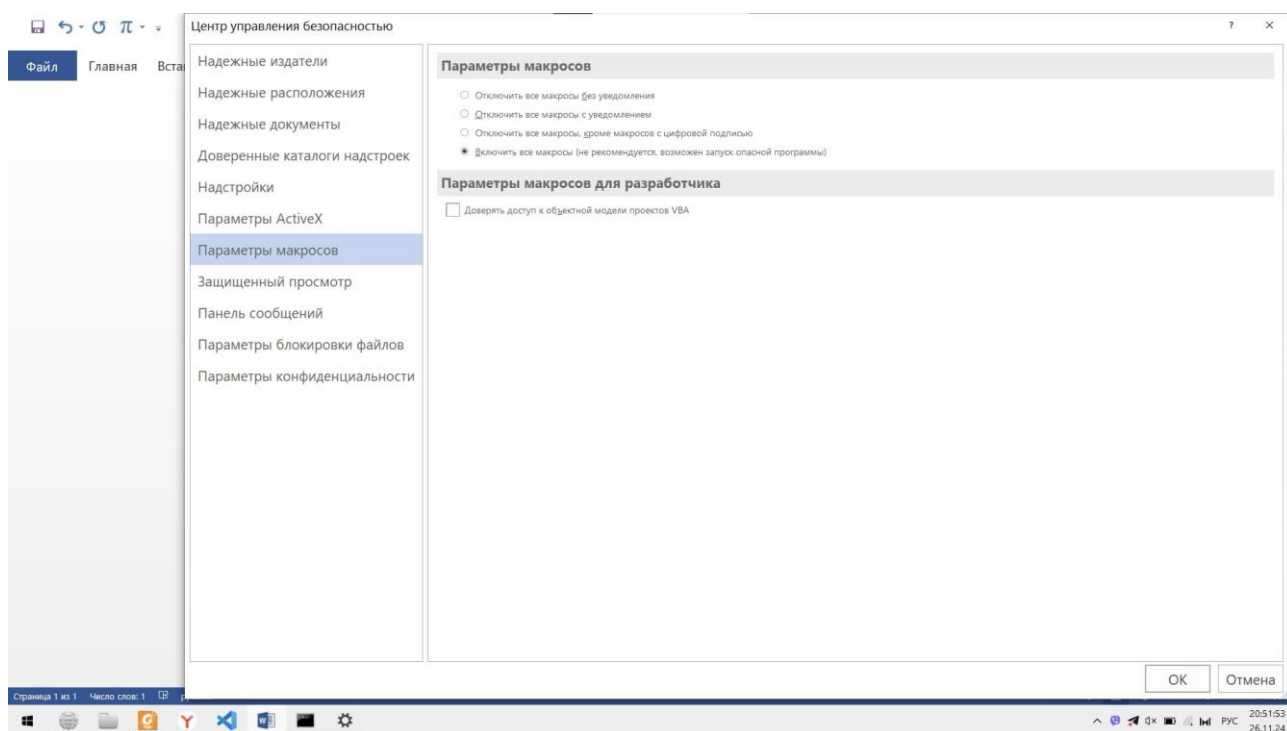 Центр управления безопасностью
?
Файл Главная
Надежные издатели
Надежные расположения
Надежные документы
Доверенные каталоги надстроек
Надстройки
Параметры ActiveX
Параметры макросов
Защищенный просмотр
Панель сообщений
Параметры блокировки файлов
Параметры конфиденциальности
Параметры макросов
Отключить все макросы без уведомления
Отключить все макросы с уведомлением
Отключить все макросы, кроме макросов с цифровой подписью
Включить все макросы (не рекомендуется, возможен запуск опасной программы)
Параметры макросов для разработчика
Доверять доступ к объектной модели проектов VBA
ОК Отмена
Страница 1 из 1 Число слов: 1
РУС
20:51:53
26.11.24